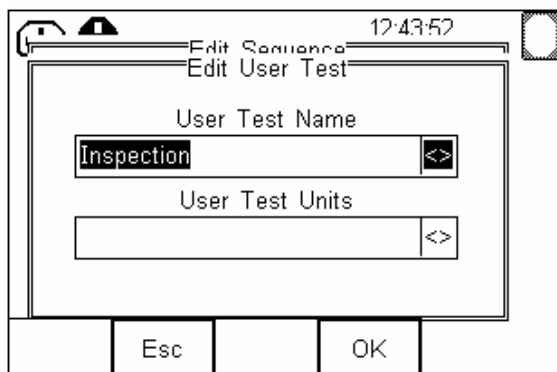 12:43:52
Edit Sequence
Edit User Test
User Test Name
Inspection <>
User Test Units
<>
Esc OK